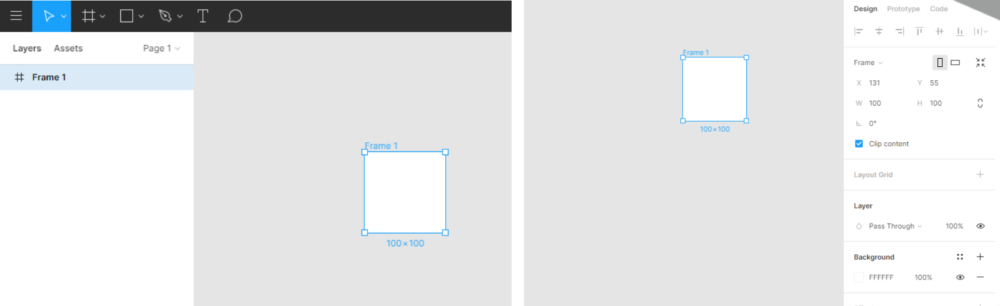 Layers Assets Page 1
Frame 1
Frame 1
100×100
Frame 1
100×100
Design Prototype Code
Frame
X 131 Y 55
W 100 H 100
0°
Clip content
Layout Grid
Layer
Pass Through 100%
Background
FFFFFF 100%